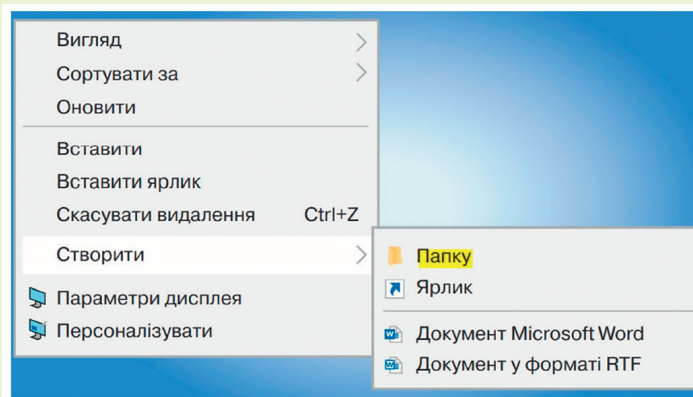 Вигляд
Сортувати за
Оновити
Вставити
Вставити ярлик
Скасувати видалення Ctrl+Z
Створити
Параметри дисплея
Персоналізувати
Папку
Ярлик
Документ Microsoft Word
Документ у форматі RTF